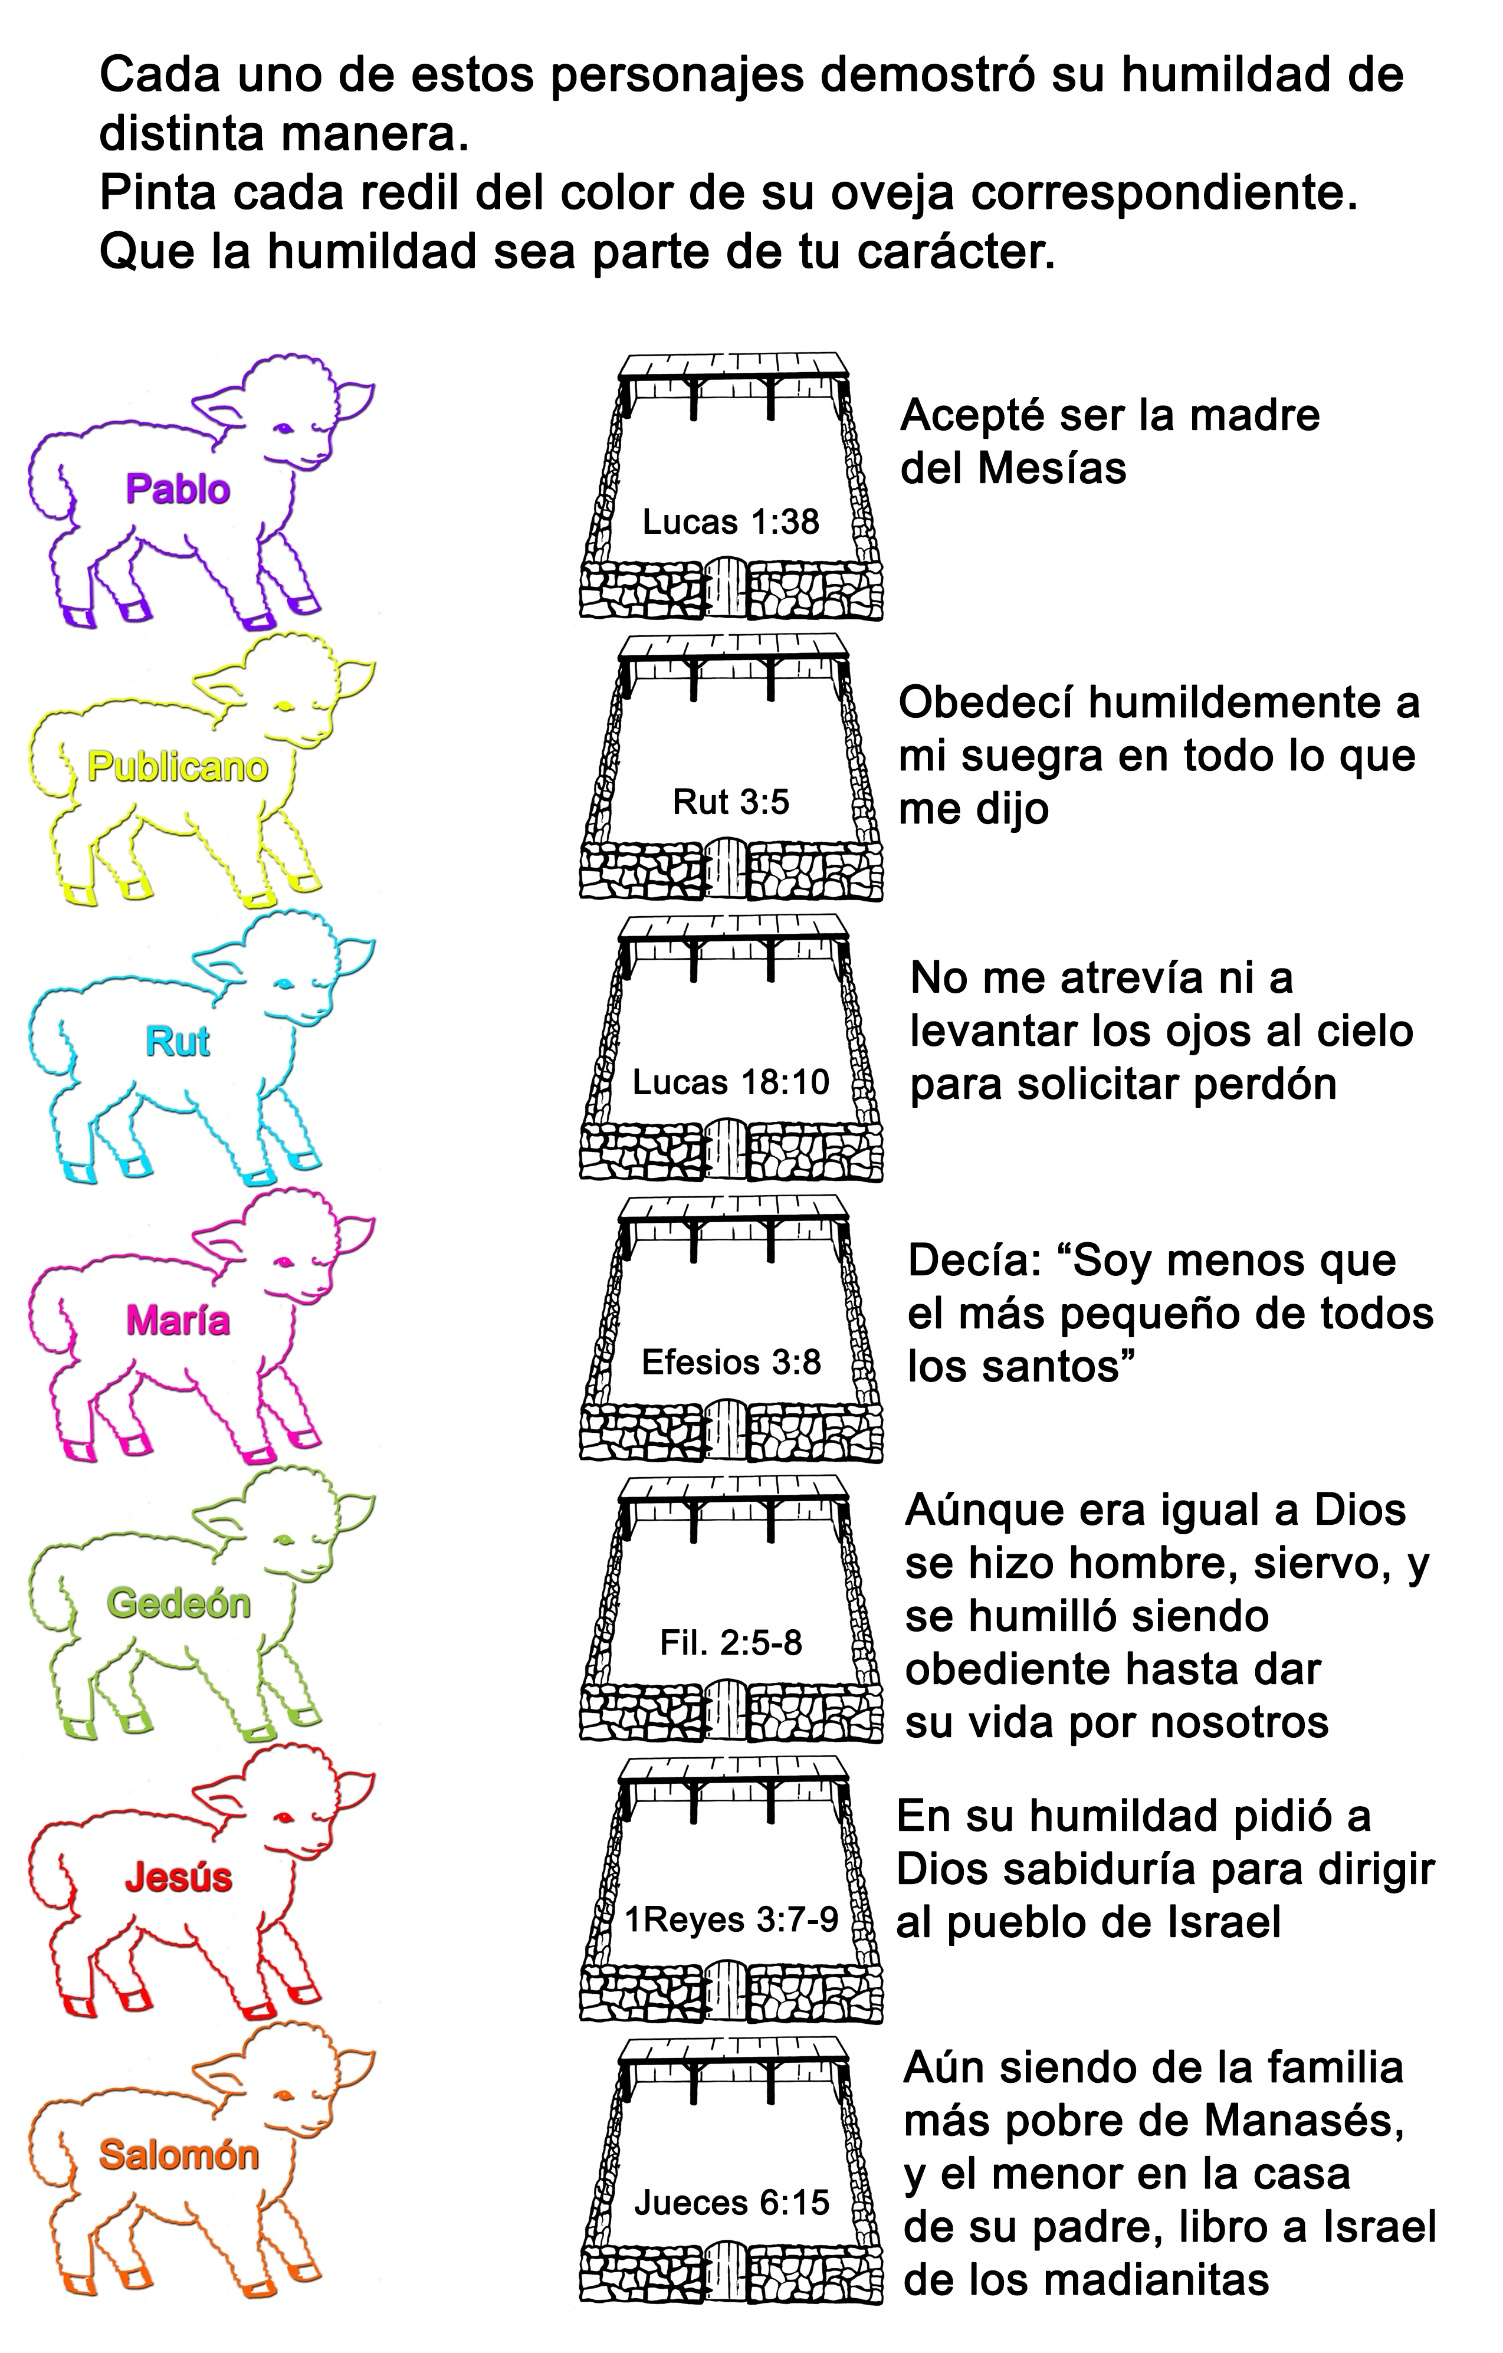 Cada uno de estos personajes demostró su humildad de
distinta manera.
Pinta cada redil del color de su oveja correspondiente.
Que la humildad sea parte de tu carácter.
Pablo
Lucas 1:38
Acepté ser la madre
del Mesías
Publicano
Rut 3:5
Obedecí humildemente a
mi suegra en todo lo que
me dijo
Rut
Lucas 18:10
No me atrevía ni a
levantar los ojos al cielo
para solicitar perdón
María
Efesios 3:8
Decía: “Soy menos que
el más pequeño de todos
los santos”
Gedeón
Fil. 2:5-8
Aúnque era igual a Dios
se hizo hombre, siervo, y
se humilló siendo
obediente hasta dar
su vida por nosotros
Jesús
1Reyes 3:7-9
En su humildad pidió a
Dios sabiduría para dirigir
al pueblo de Israel
Salomón
Jueces 6:15
Aún siendo de la familia
más pobre de Manasés,
y el menor en la casa
de su padre, libro a Israel
de los madianitas